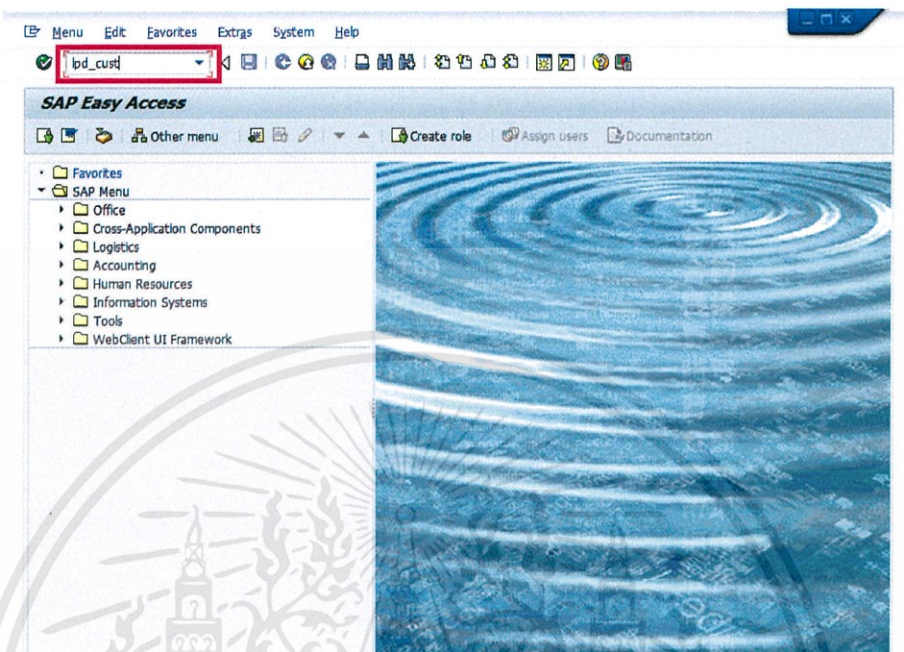 Menu Edit Favorites Extras System Help
lpd_cust
SAP Easy Access
Other menu Create role Assign users Documentation
Favorites
SAP Menu
Office
Cross-Application Components
Logistics
Accounting
Human Resources
Information Systems
Tools
WebClient UI Framework